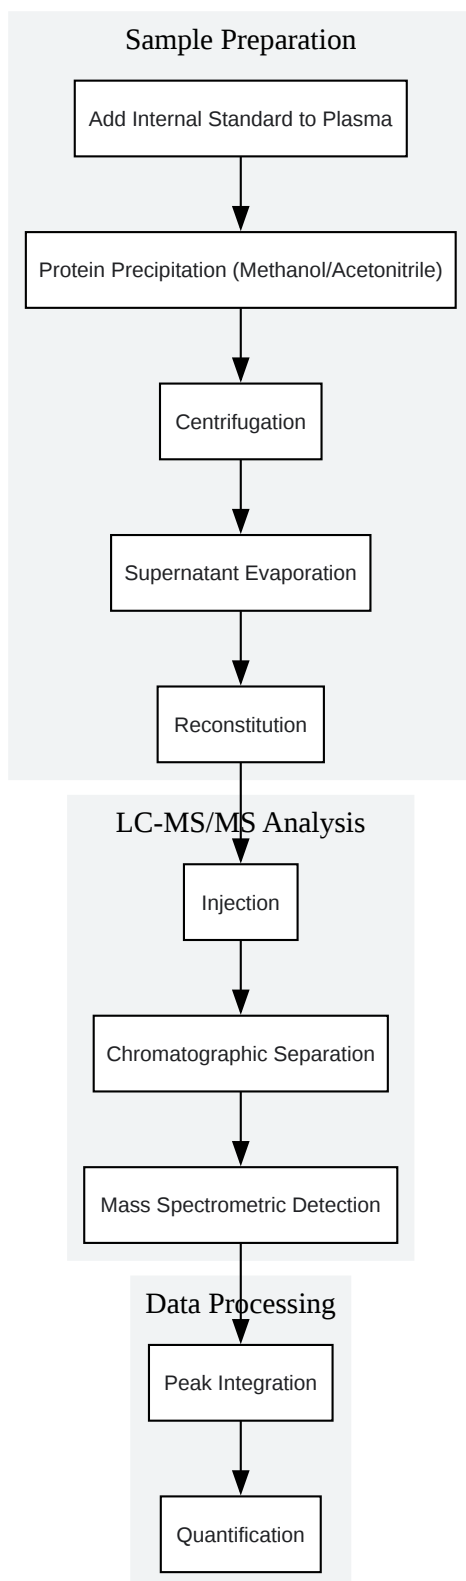 Sample Preparation
Add Internal Standard to Plasma
Protein Precipitation (Methanol/Acetonitrile)
Centrifugation
Supernatant Evaporation
Reconstitution
LC-MS/MS Analysis
Injection
Chromatographic Separation
Mass Spectrometric Detection
Data Processing
Peak Integration
Quantification